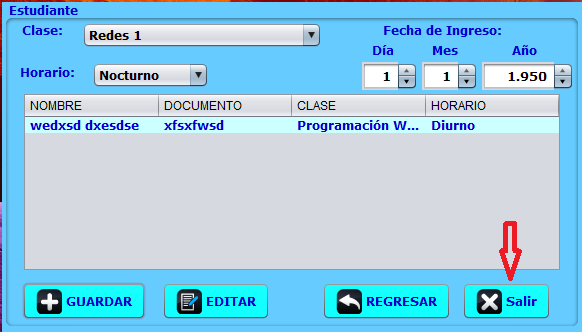 Estudiante
Clase: Redes 1 Fecha de Ingreso:
Día Mes Año
Horario: Nocturno 1 1 1.950
NOMBRE DOCUMENTO CLASE HORARIO
wedxsd dxesdse xfsxfwsd Programación W... Diurno
GUARDAR EDITAR REGRESAR Salir